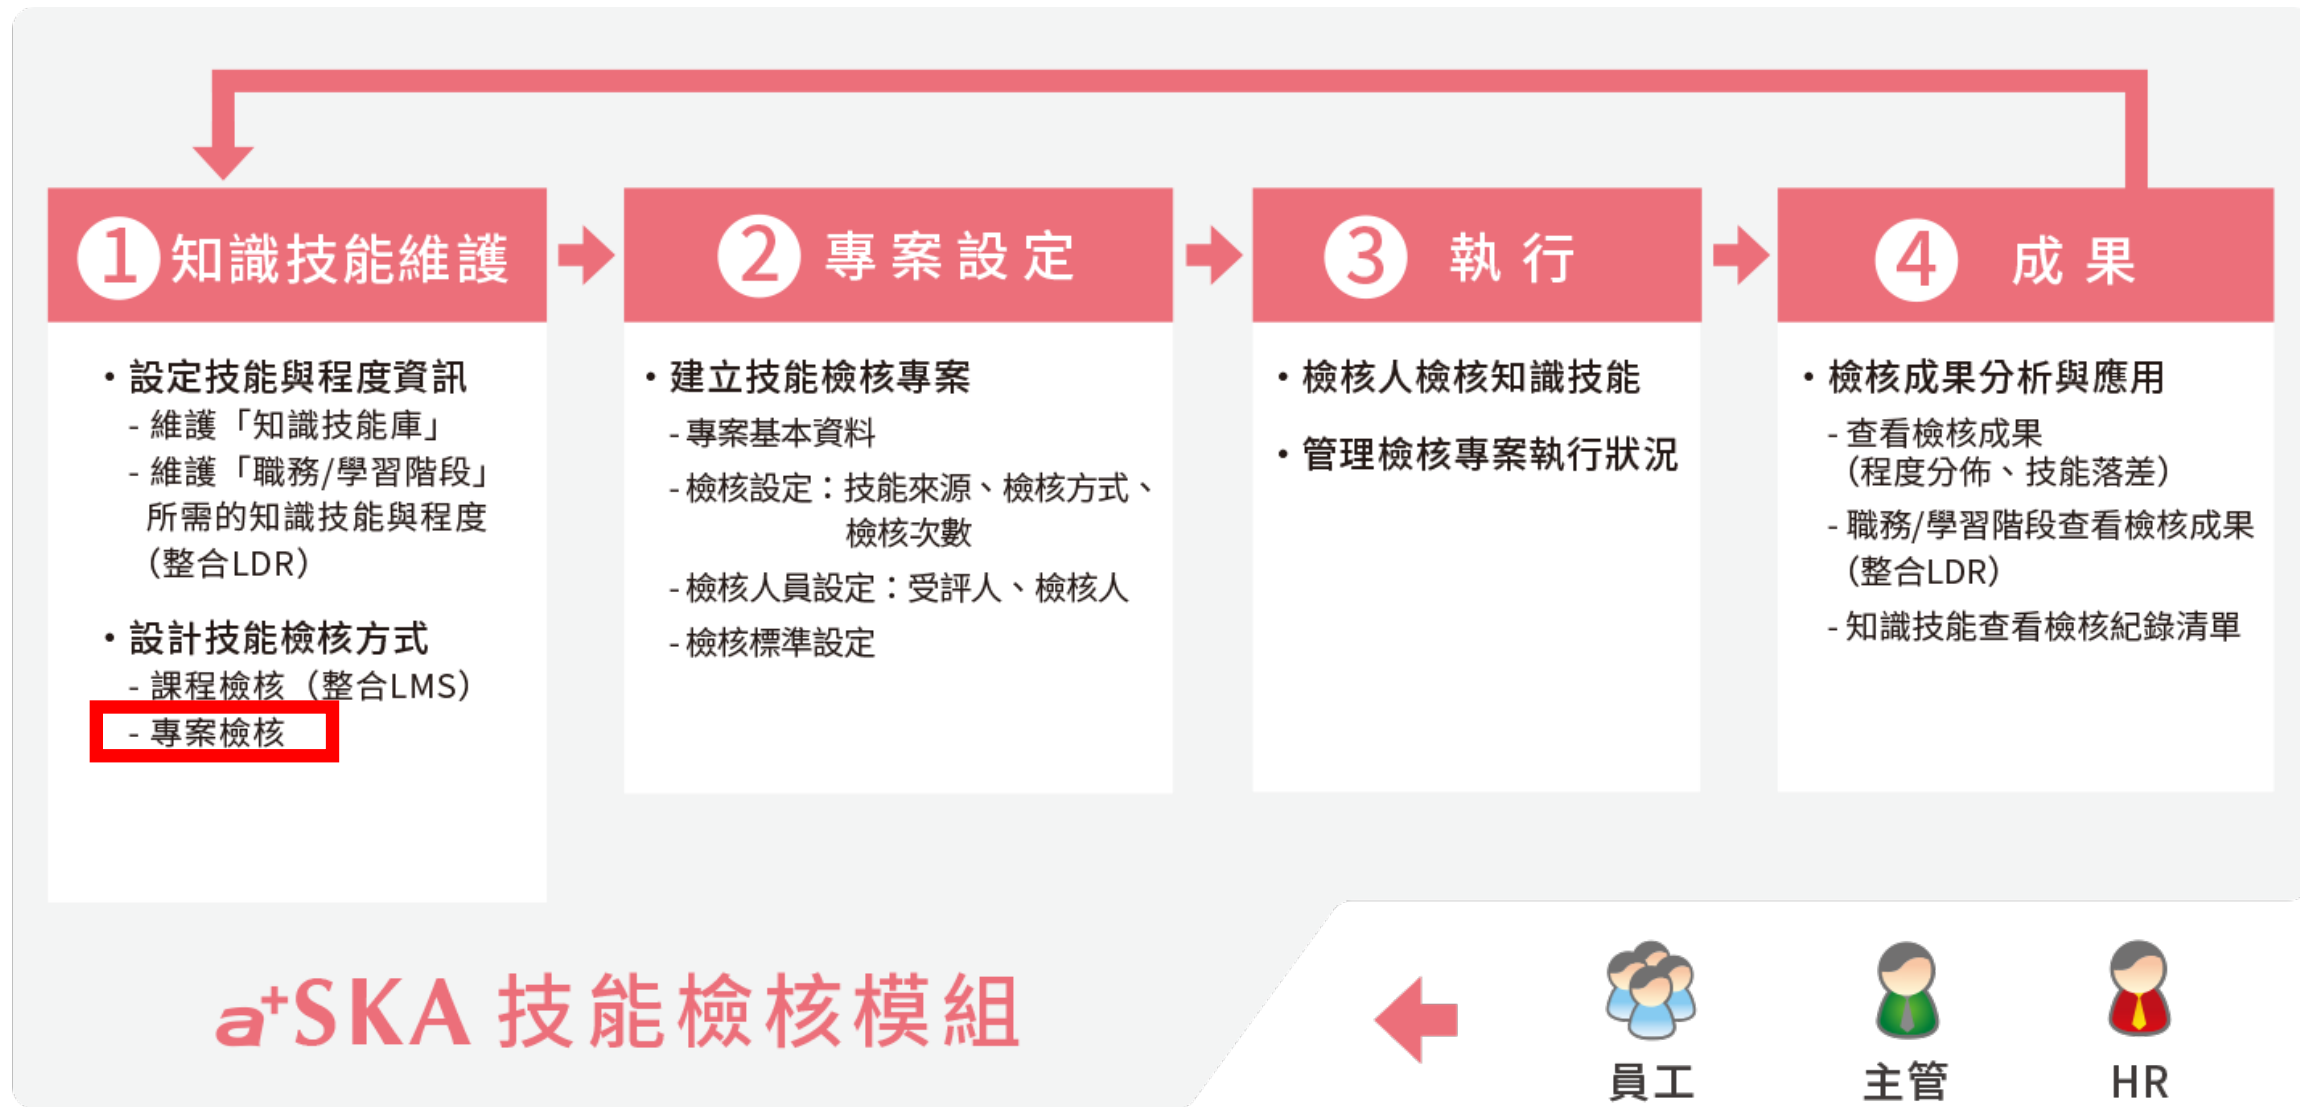 1 知識技能維護
・設定技能與程度資訊
- 維護「知識技能庫」
- 維護「職務/學習階段」
所需的知識技能與程度
（整合LDR）
・設計技能檢核方式
- 課程檢核（整合LMS）
- 專案檢核
2 專案設定
・建立技能檢核專案
- 專案基本資料
- 檢核設定：技能來源、檢核方式、
檢核次數
- 檢核人員設定：受評人、檢核人
- 檢核標準設定
3 執行
・檢核人檢核知識技能
・管理檢核專案執行狀況
4 成果
・檢核成果分析與應用
- 查看檢核成果
（程度分佈、技能落差）
- 職務/學習階段查看檢核成果
（整合LDR）
- 知識技能查看檢核紀錄清單
a+SKA 技能檢核模組
員工
主管
HR